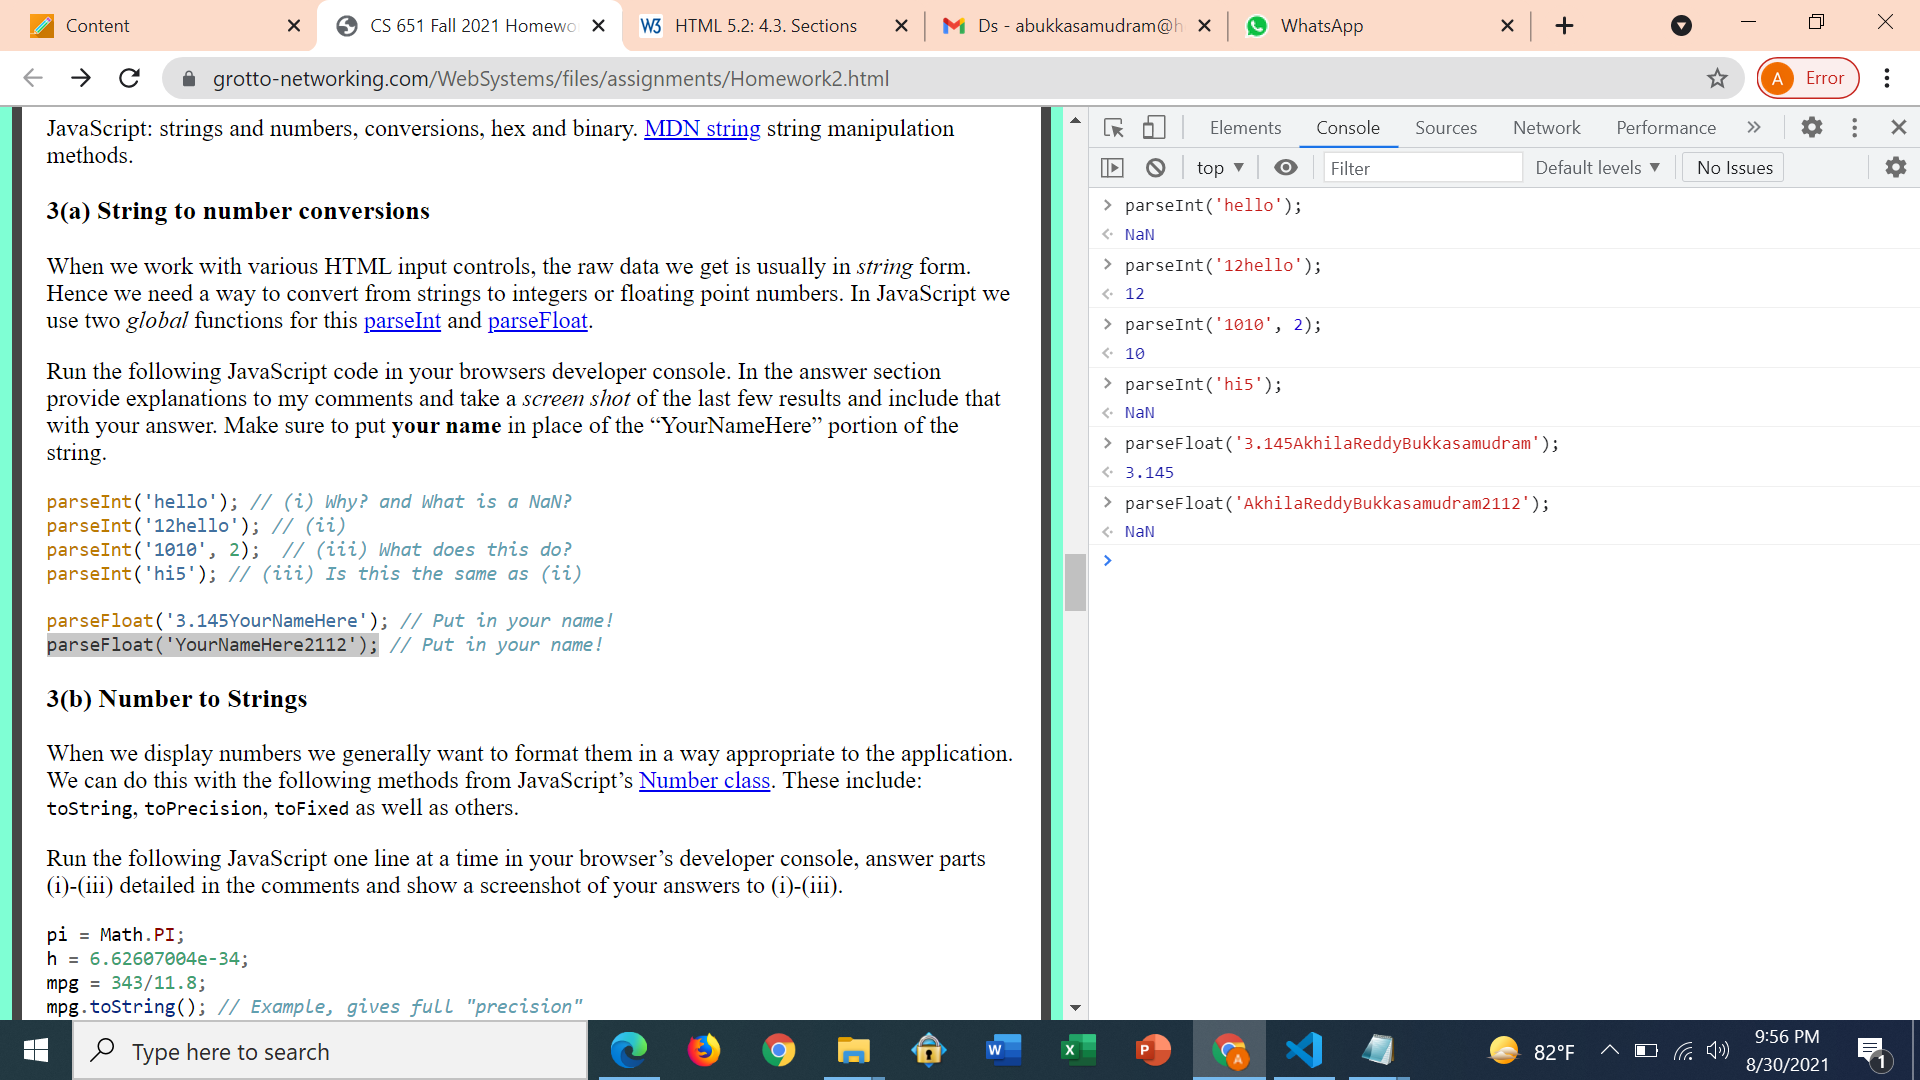 Content
CS 651 Fall 2021 Homewo
HTML 5.2: 4.3. Sections
Ds - abukkasamudram@h
WhatsApp
grotto-networking.com/WebSystems/files/assignments/Homework2.html
A Error
JavaScript: strings and numbers, conversions, hex and binary. MDN string string manipulation
methods.
3(a) String to number conversions
When we work with various HTML input controls, the raw data we get is usually in string form.
Hence we need a way to convert from strings to integers or floating point numbers. In JavaScript we
use two global functions for this parseInt and parseFloat.
Run the following JavaScript code in your browsers developer console. In the answer section
provide explanations to my comments and take a screen shot of the last few results and include that
with your answer. Make sure to put your name in place of the “YourNameHere” portion of the
string.
parseInt('hello'); // (i) Why? and What is a NaN?
parseInt('12hello'); // (ii)
parseInt('1010', 2);  // (iii) What does this do?
parseInt('hi5'); // (iii) Is this the same as (ii)
parseFloat('3.145YourNameHere'); // Put in your name!
parseFloat('YourNameHere2112'); // Put in your name!
3(b) Number to Strings
When we display numbers we generally want to format them in a way appropriate to the application.
We can do this with the following methods from JavaScript’s Number class. These include:
toString, toPrecision, toFixed as well as others.
Run the following JavaScript one line at a time in your browser’s developer console, answer parts
(i)-(iii) detailed in the comments and show a screenshot of your answers to (i)-(iii).
pi = Math.PI;
h = 6.62607004e-34;
mpg = 343/11.8;
mpg.toString(); // Example, gives full "precision"
Elements Console Sources Network Performance »
top ▼ Filter Default levels ▼ No Issues
> parseInt('hello');
NaN
> parseInt('12hello');
12
> parseInt('1010', 2);
10
> parseInt('hi5');
NaN
> parseFloat('3.145AkhilaReddyBukkasamudram');
3.145
> parseFloat('AkhilaReddyBukkasamudram2112');
NaN
>
Type here to search
82°F
9:56 PM
8/30/2021
1